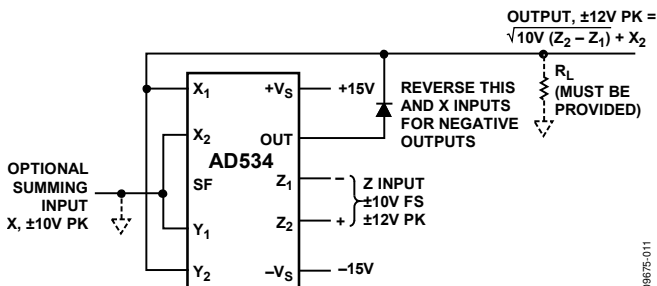 OUTPUT, ±12V PK =
√10V (Z₂ – Z₁) + X₂
X₁
+VS
+15V
REVERSE THIS
AND X INPUTS
FOR NEGATIVE
OUTPUTS
RL
(MUST BE
PROVIDED)
X₂
OUT
AD534
OPTIONAL
SUMMING
INPUT
X, ±10V PK
SF
Z₁
–
Z INPUT
±10V FS
±12V PK
Y₁
Z₂
+
Y₂
–VS
–15V
09675-011